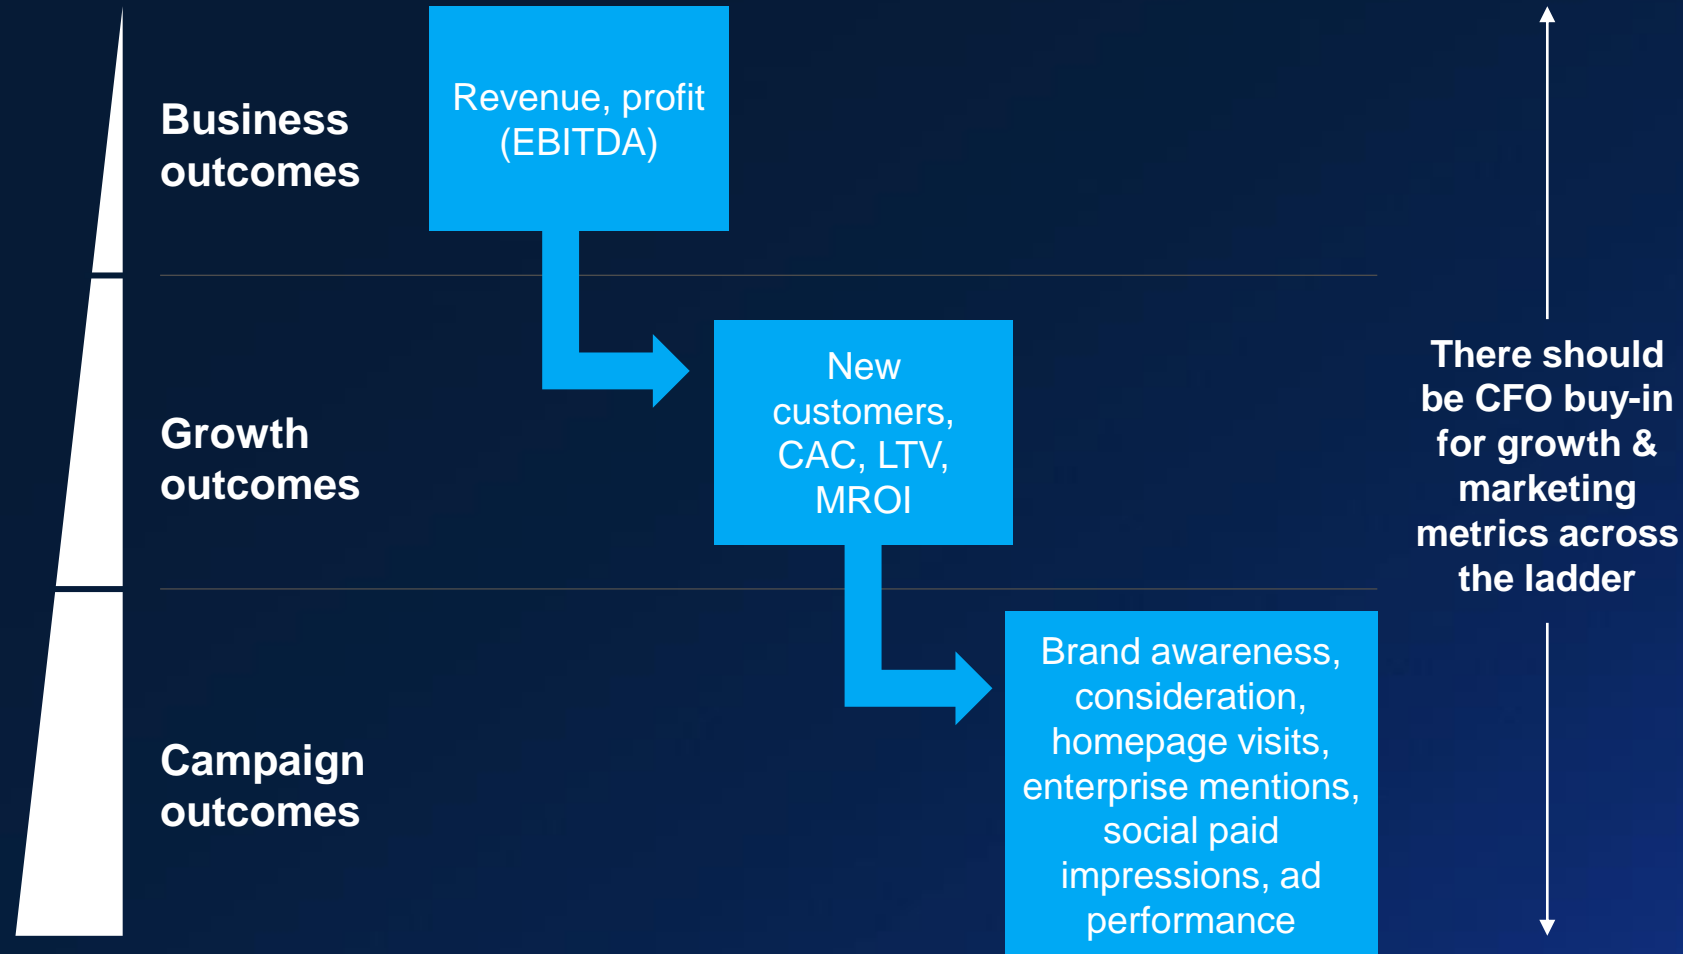 Business
outcomes
Revenue, profit
(EBITDA)
Growth
outcomes
New
customers,
CAC, LTV,
MROI
Campaign
outcomes
Brand awareness,
consideration,
homepage visits,
enterprise mentions,
social paid
impressions, ad
performance
There should
be CFO buy-in
for growth &
marketing
metrics across
the ladder